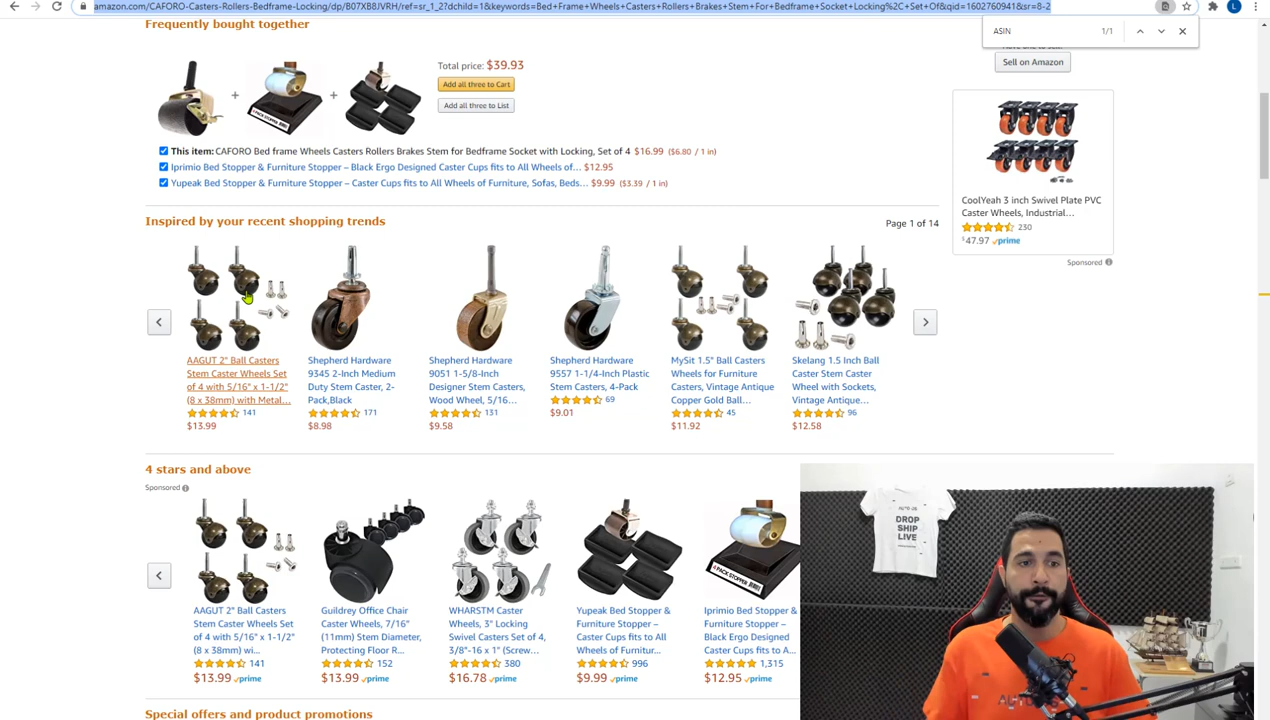 amazon.com/CAFORO-Casters-Rollers-Bedframe-Locking/dp/B07XB8JVRH/ref=sr_1_2?dchild=1&keywords=Bed+Frame+Wheels+Casters+Rollers+Brakes+Stem+For+Bedframe+Socket+Locking%2C+Set+Of&qid=1602760941&sr=8-2
ASIN 1/1
Frequently bought together
Sell on Amazon
Total price: $39.93
Add all three to Cart
Add all three to List
This item: CAFORO Bed frame Wheels Casters Rollers Brakes Stem for Bedframe Socket with Locking, Set of 4 $16.99 ($6.80 / 1 in)
Iprimio Bed Stopper & Furniture Stopper – Black Ergo Designed Caster Cups fits to All Wheels of... $12.95
Yupeak Bed Stopper & Furniture Stopper – Caster Cups fits to All Wheels of Furniture, Sofas, Beds... $9.99 ($3.39 / 1 in)
CoolYeah 3 inch Swivel Plate PVC
Caster Wheels, Industrial...
230
$47.97 prime
Sponsored
Inspired by your recent shopping trends
Page 1 of 14
AAGUT 2" Ball Casters
Stem Caster Wheels Set
of 4 with 5/16" x 1-1/2"
(8 x 38mm) with Metal...
141
$13.99
Shepherd Hardware
9345 2-Inch Medium
Duty Stem Caster, 2-
Pack,Black
171
$8.98
Shepherd Hardware
9051 1-5/8-Inch
Designer Stem Casters,
Wood Wheel, 5/16...
131
$9.58
Shepherd Hardware
9557 1-1/4-Inch Plastic
Stem Casters, 4-Pack
69
$9.01
MySit 1.5" Ball Casters
Wheels for Furniture
Casters, Vintage Antique
Copper Gold Ball...
45
$11.92
Skelang 1.5 Inch Ball
Caster Stem Caster
Wheel with Sockets,
Vintage Antique...
96
$12.58
4 stars and above
Sponsored
AAGUT 2" Ball Casters
Stem Caster Wheels Set
of 4 with 5/16" x 1-1/2"
(8 x 38mm) wi...
141
$13.99 prime
Guildrey Office Chair
Caster Wheels, 7/16"
(11mm) Stem Diameter,
Protecting Floor R...
152
$13.99 prime
WHARSTM Caster
Wheels, 3" Locking
Swivel Casters Set of 4,
3/8"-16 x 1" (Screw...
380
$16.78 prime
Yupeak Bed Stopper &
Furniture Stopper –
Caster Cups fits to All
Wheels of Furnitur...
996
$9.99 prime
Iprimio Bed Stopper &
Furniture Stopper –
Black Ergo Designed
Caster Cups fits to A...
1,315
$12.95 prime
DROP
SHIP
LIVE
Special offers and product promotions